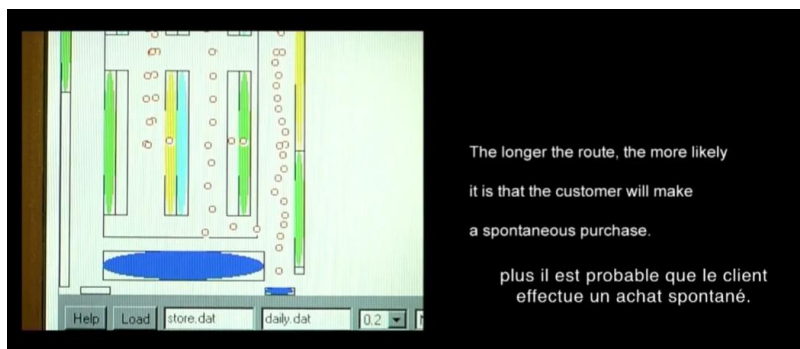 Help Load store.dat daily.dat 0.2
The longer the route, the more likely
it is that the customer will make
a spontaneous purchase.
plus il est probable que le client
effectue un achat spontané.